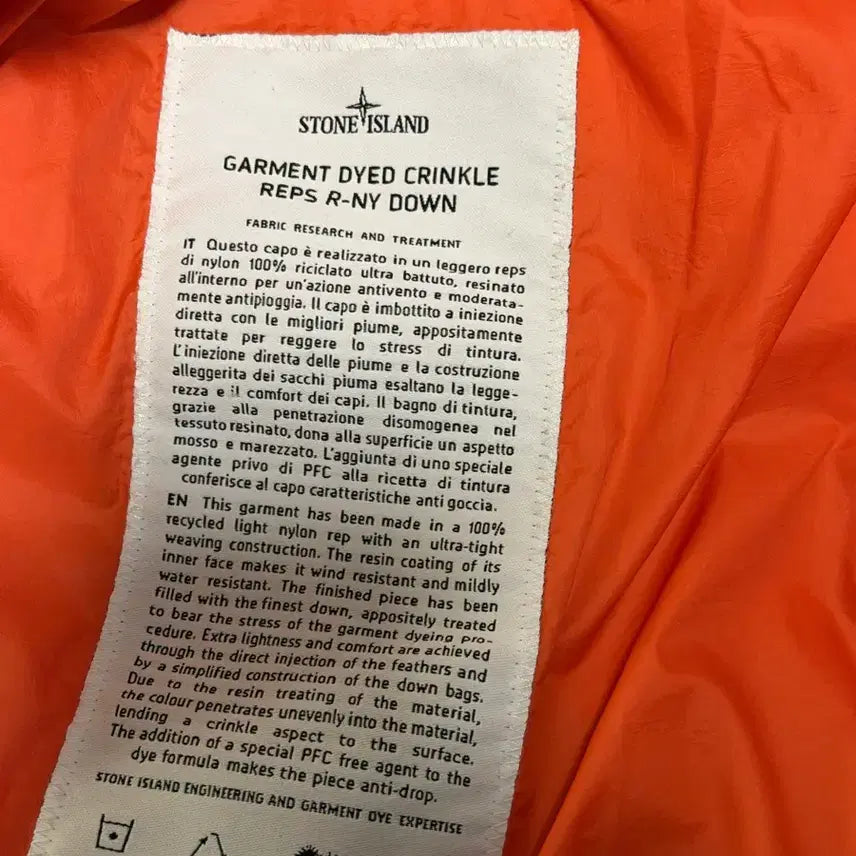 STONE ISLAND
GARMENT DYED CRINKLE
REPS R-NY DOWN
FABRIC RESEARCH AND TREATMENT
IT Questo capo è realizzato in un leggero reps
di nylon 100% riciclato ultra battuto, resinato
all'interno per un'azione antivento e moderata-
mente antipioggia. Il capo è imbottito a iniezione
diretta con le migliori piume, appositamente
trattate per reggere lo stress di tintura.
L'iniezione diretta delle piume e la costruzione
alleggerita dei sacchi piuma esaltano la legge-
rezza e il comfort dei capi. Il bagno di tintura,
grazie alla penetrazione disomogenea nel
tessuto resinato, dona alla superficie un aspetto
mosso e marezzato. L'aggiunta di uno speciale
agente privo di PFC alla ricetta di tintura
conferisce al capo caratteristiche anti goccia.
EN This garment has been made in a 100%
recycled light nylon rep with an ultra-tight
weaving construction. The resin coating of its
inner face makes it wind resistant and mildly
water resistant. The finished piece has been
filled with the finest down, appositely treated
to bear the stress of the garment dyeing pro-
cedure. Extra lightness and comfort are achieved
through the direct injection of the feathers and
by a simplified construction of the down bags.
Due to the resin treating of the material,
the colour penetrates unevenly into the material,
lending a crinkle aspect to the surface.
The addition of a special PFC free agent to the
dye formula makes the piece anti-drop.
STONE ISLAND ENGINEERING AND GARMENT DYE EXPERTISE